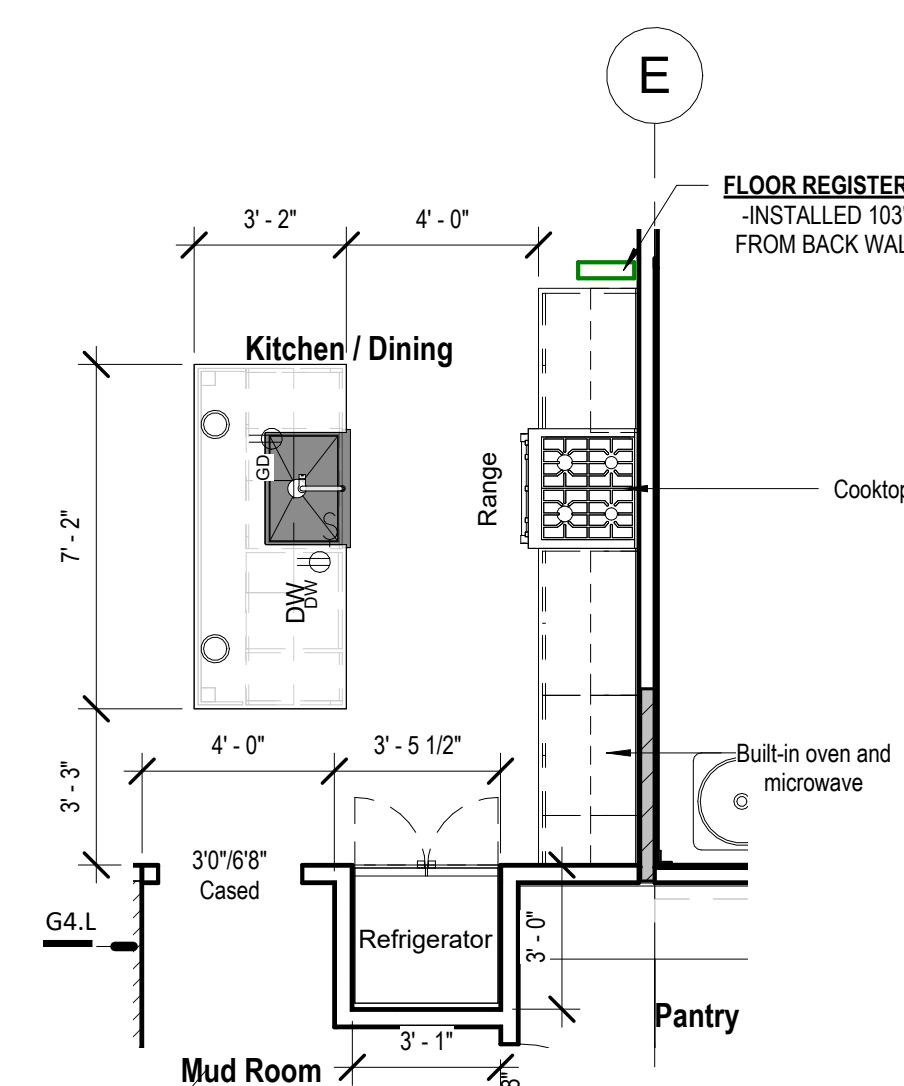 E
FLOOR REGISTER
-INSTALLED 103"
FROM BACK WAL
3' - 2"
4' - 0"
Kitchen / Dining
GD
S
Range
Cooktop
7' - 2"
DW
DW
4' - 0"
3' - 5 1/2"
3' - 3"
Built-in oven and
microwave
3'0"/6'8"
Cased
G4.L
Refrigerator
3' - 0"
Pantry
3' - 1"
Mud Room
8"